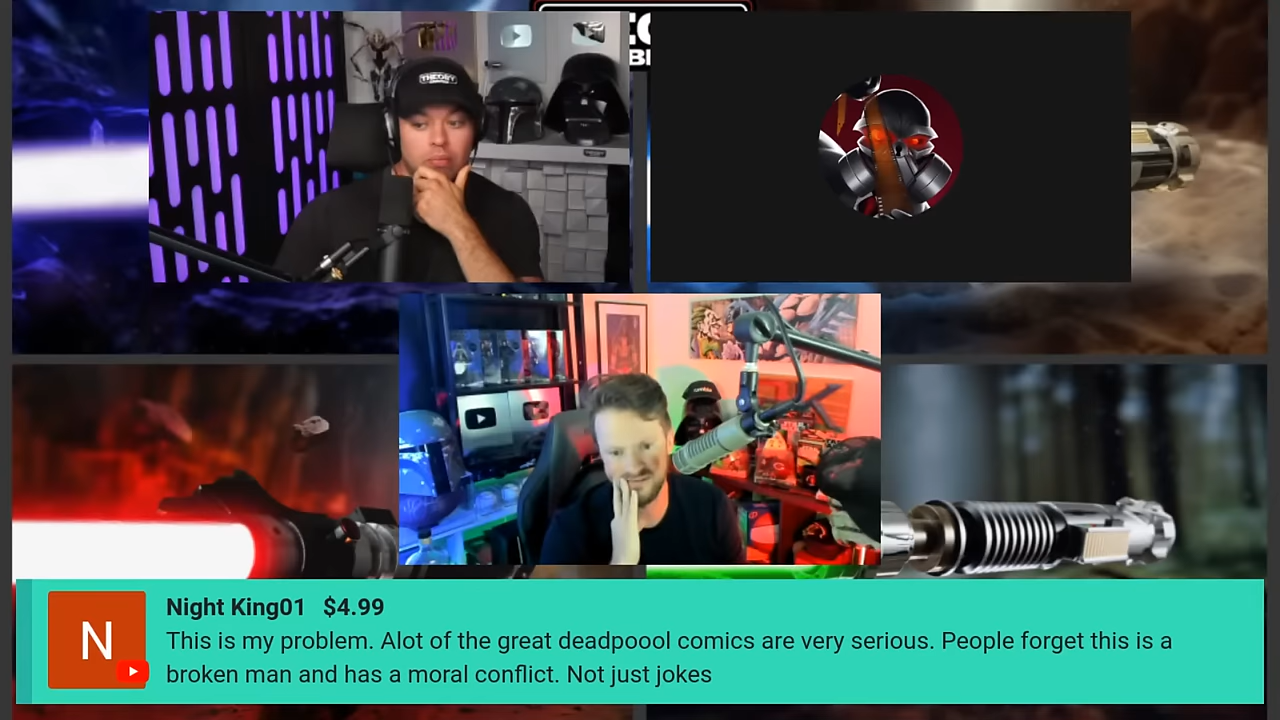 THEORY
Night King01 $4.99
This is my problem. Alot of the great deadpoool comics are very serious. People forget this is a
broken man and has a moral conflict. Not just jokes
N